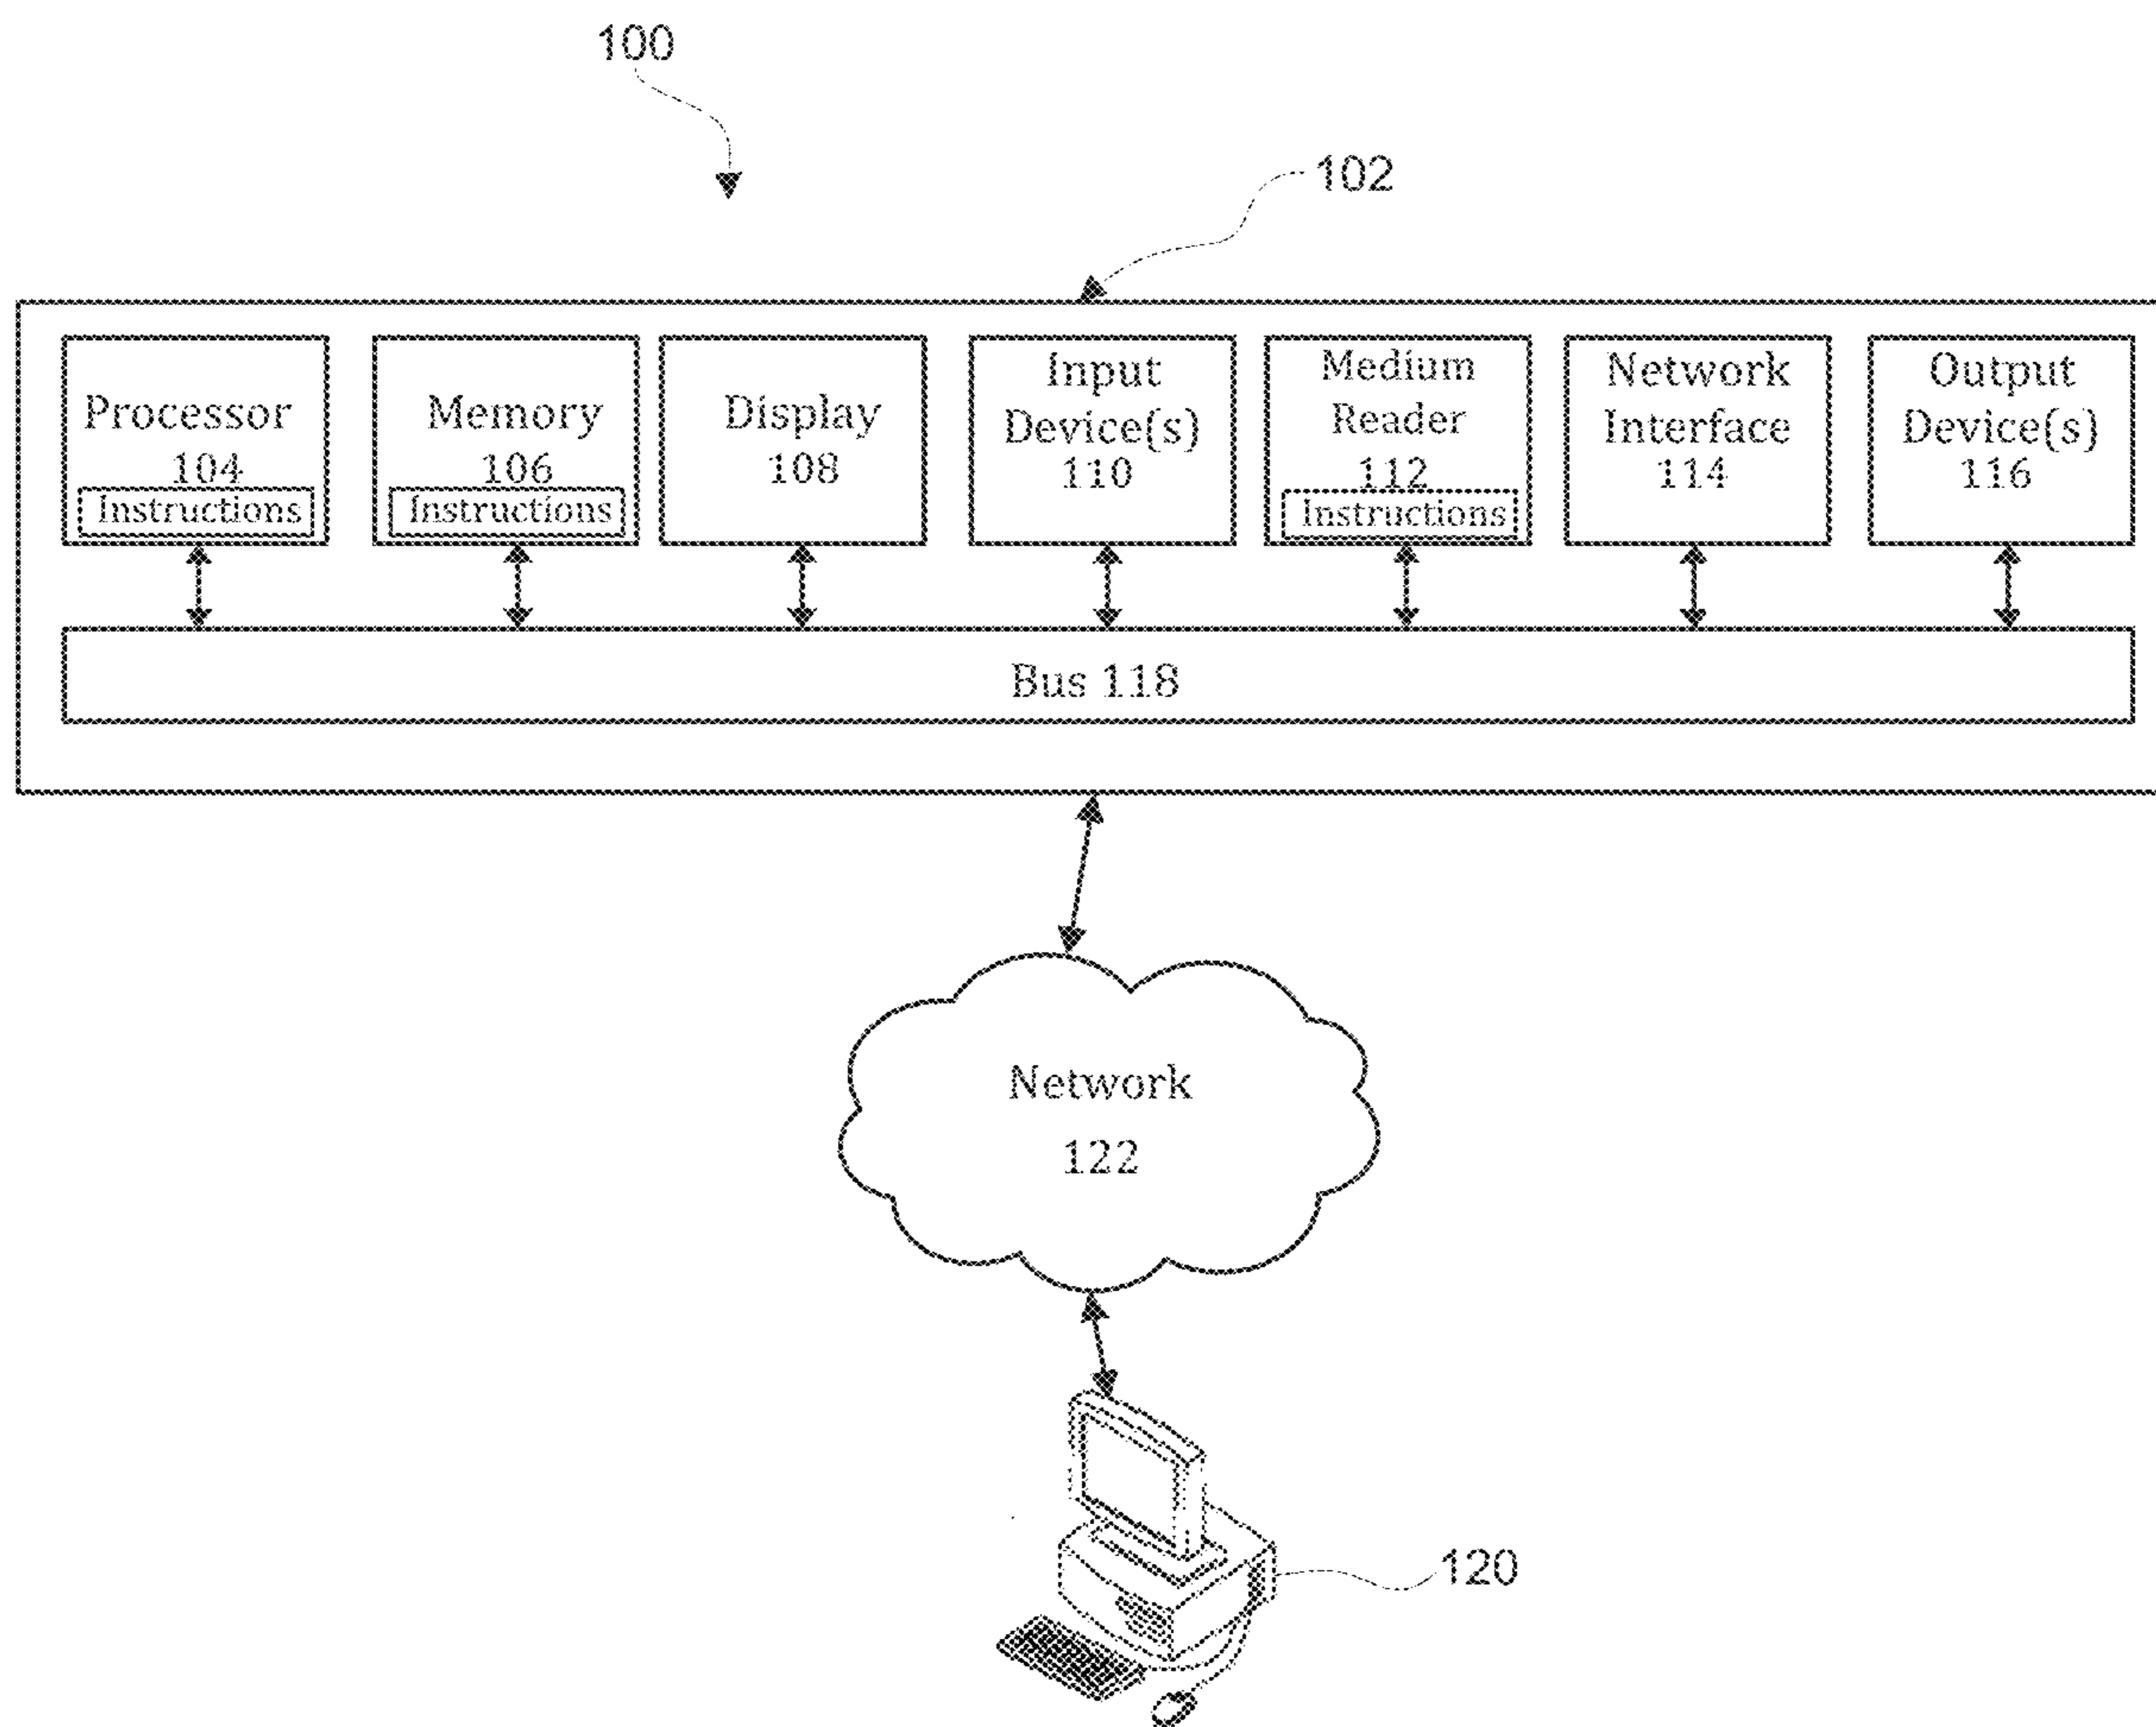 100
102
Processor
104
Instructions
Memory
106
Instructions
Display
108
Input
Device(s)
110
Medium
Reader
112
Instructions
Network
Interface
114
Output
Device(s)
116
Bus 118
Network
122
120